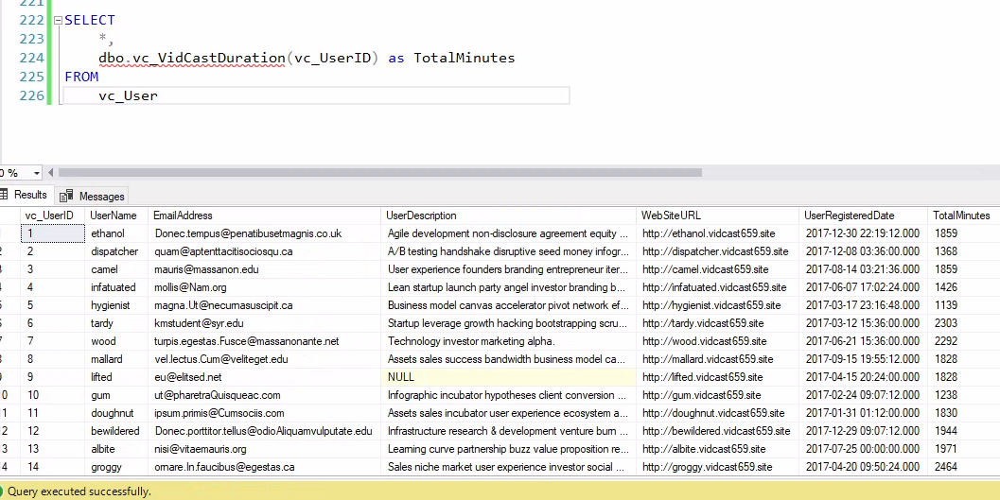 221
222 SELECT
223 *,
224 dbo.vc_VidCastDuration(vc_UserID) as TotalMinutes
225 FROM
226 vc_User
0 %
Results Messages
vc_UserID UserName EmailAddress UserDescription WebSiteURL UserRegisteredDate TotalMinutes
1 ethanol Donec.tempus@penatibusetmagnis.co.uk Agile development non-disclosure agreement equity ... http://ethanol.vidcast659.site 2017-12-30 22:19:12.000 1859
2 2 dispatcher quam@aptenttacitisociosqu.ca A/B testing handshake disruptive seed money infogr... http://dispatcher.vidcast659.site 2017-12-08 03:36:00.000 1368
3 3 camel mauris@massanon.edu User experience founders branding entrepreneur iter... http://camel.vidcast659.site 2017-08-14 03:21:36.000 1859
4 4 infatuated mollis@Nam.org Lean startup launch party angel investor branding b... http://infatuated.vidcast659.site 2017-06-07 17:02:24.000 1426
5 5 hygienist magna.Ut@necurnasuscipit.ca Business model canvas accelerator pivot network ef... http://hygienist.vidcast659.site 2017-03-17 23:16:48.000 1139
6 6 tardy kmstudent@syr.edu Startup leverage growth hacking bootstrapping scru... http://tardy.vidcast659.site 2017-03-12 15:36:00.000 2303
7 7 wood turpis.egestas.Fusce@massanonante.net Technology investor marketing alpha. http://wood.vidcast659.site 2017-06-21 15:36:00.000 2292
8 8 mallard vel.lectus.Cum@veliteget.edu Assets sales success bandwidth business model ca... http://mallard.vidcast659.site 2017-09-15 19:55:12.000 1828
9 9 lifted eu@elitsed.net NULL http://lifted.vidcast659.site 2017-04-15 20:24:00.000 1828
0 10 gum ut@pharetraQuisqueac.com Infographic incubator hypotheses client conversion ... http://gum.vidcast659.site 2017-02-24 09:07:12.000 1238
1 11 doughnut ipsum.primis@Cumsociis.com Assets sales incubator user experience ecosystem a... http://doughnut.vidcast659.site 2017-01-31 01:12:00.000 1830
2 12 bewildered Donec.porttitor.tellus@odioAliquamvulputate.edu Infrastructure research & development venture burn ... http://bewildered.vidcast659.site 2017-12-29 09:07:12.000 1944
3 13 albite nisi@vitaemauris.org Learning curve partnership buzz value proposition re... http://albite.vidcast659.site 2017-07-25 00:00:00.000 1971
4 14 groggy ornare.In.faucibus@egestas.ca Sales niche market user experience investor social ... http://groggy.vidcast659.site 2017-04-20 09:50:24.000 2464
Query executed successfully.